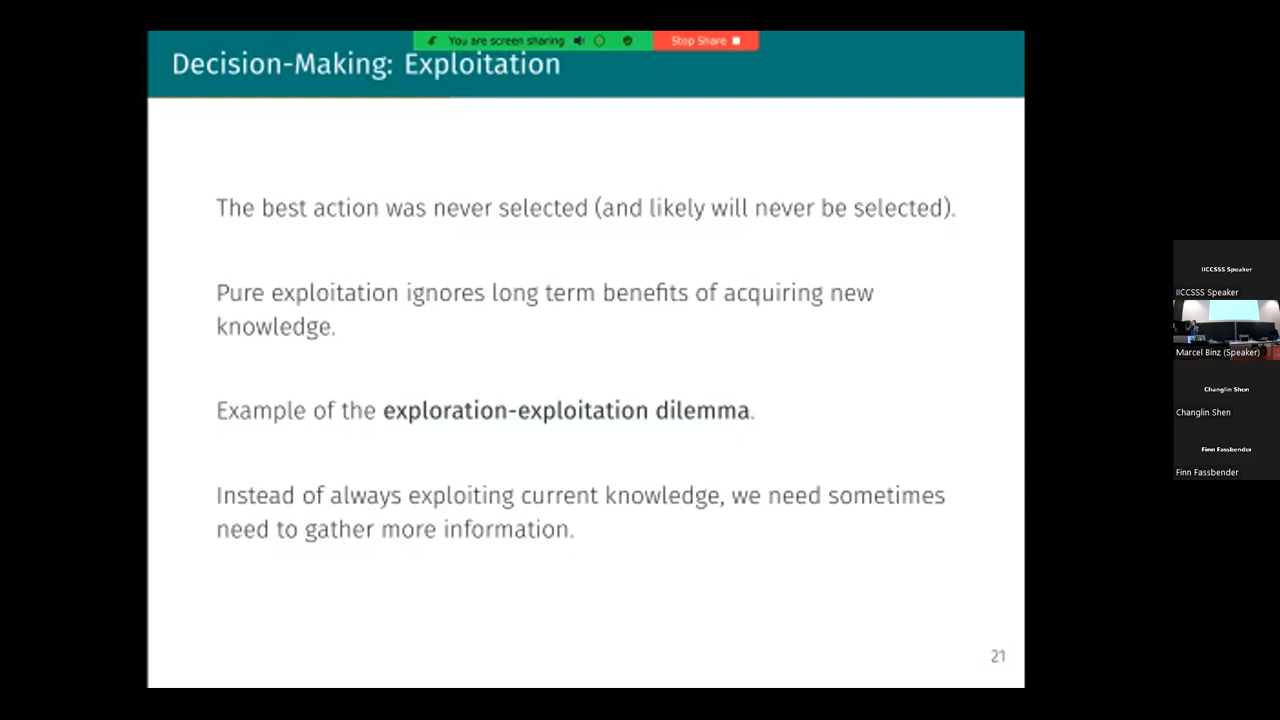 You are screen sharing
Stop Share
Decision-Making: Exploitation
The best action was never selected (and likely will never be selected).
Pure exploitation ignores long term benefits of acquiring new
knowledge.
Example of the exploration-exploitation dilemma.
Instead of always exploiting current knowledge, we need sometimes
need to gather more information.
21
IICCSSS Speaker
IICCSSS Speaker
Marcel Binz (Speaker)
Changlin Shen
Changlin Shen
Finn Fassbender
Finn Fassbender